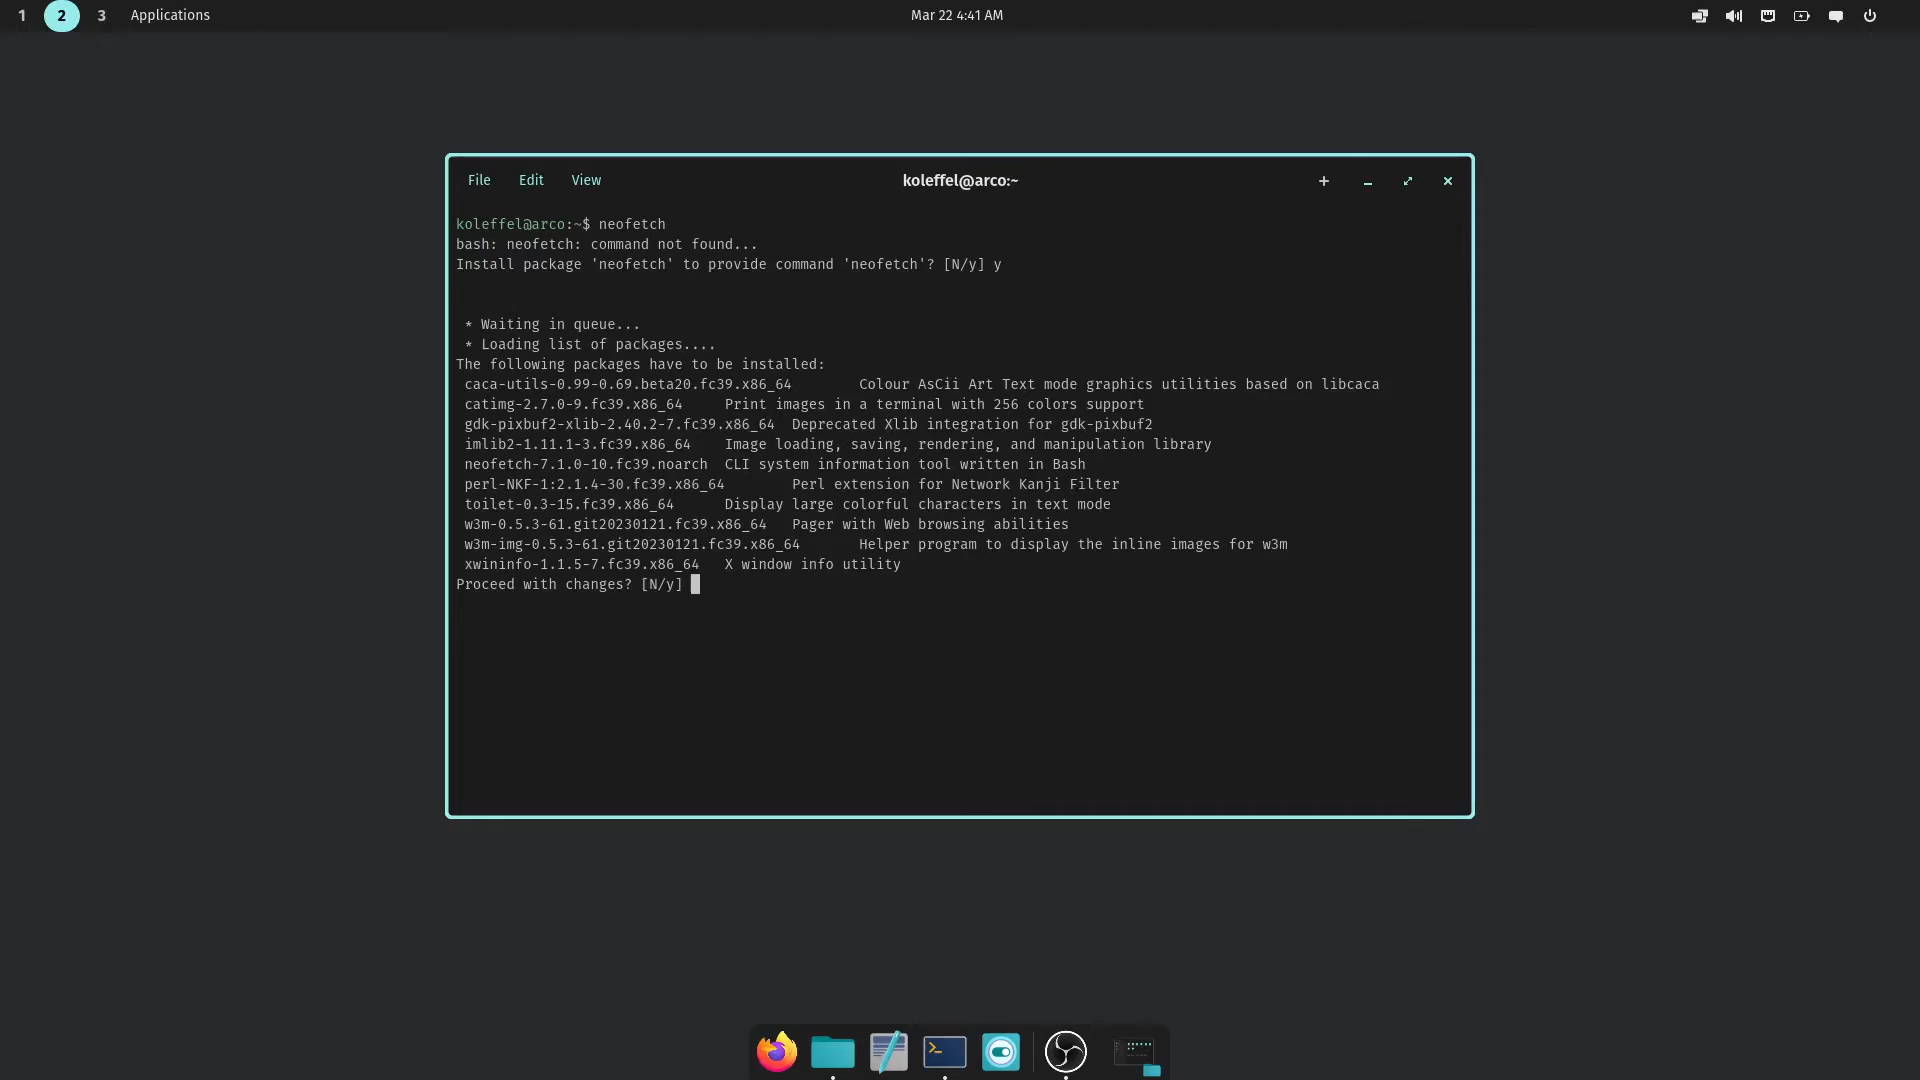 1 2 3 Applications
Mar 22 4:41 AM
File Edit View
koleffel@arco:~
koleffel@arco:~$ neofetch
bash: neofetch: command not found...
Install package 'neofetch' to provide command 'neofetch'? [N/y] y
* Waiting in queue...
* Loading list of packages....
The following packages have to be installed:
caca-utils-0.99-0.69.beta20.fc39.x86_64 Colour AsCii Art Text mode graphics utilities based on libcaca
catimg-2.7.0-9.fc39.x86_64 Print images in a terminal with 256 colors support
gdk-pixbuf2-xlib-2.40.2-7.fc39.x86_64 Deprecated Xlib integration for gdk-pixbuf2
imlib2-1.11.1-3.fc39.x86_64 Image loading, saving, rendering, and manipulation library
neofetch-7.1.0-10.fc39.noarch CLI system information tool written in Bash
perl-NKF-1:2.1.4-30.fc39.x86_64 Perl extension for Network Kanji Filter
toilet-0.3-15.fc39.x86_64 Display large colorful characters in text mode
w3m-0.5.3-61.git20230121.fc39.x86_64 Pager with Web browsing abilities
w3m-img-0.5.3-61.git20230121.fc39.x86_64 Helper program to display the inline images for w3m
xwininfo-1.1.5-7.fc39.x86_64 X window info utility
Proceed with changes? [N/y]